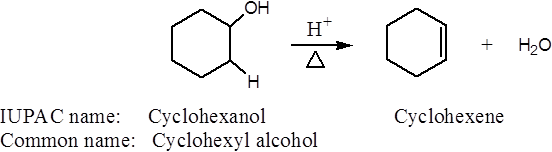 OH
H⁺
△
H
+ H₂O
IUPAC name: Cyclohexanol Cyclohexene
Common name: Cyclohexyl alcohol